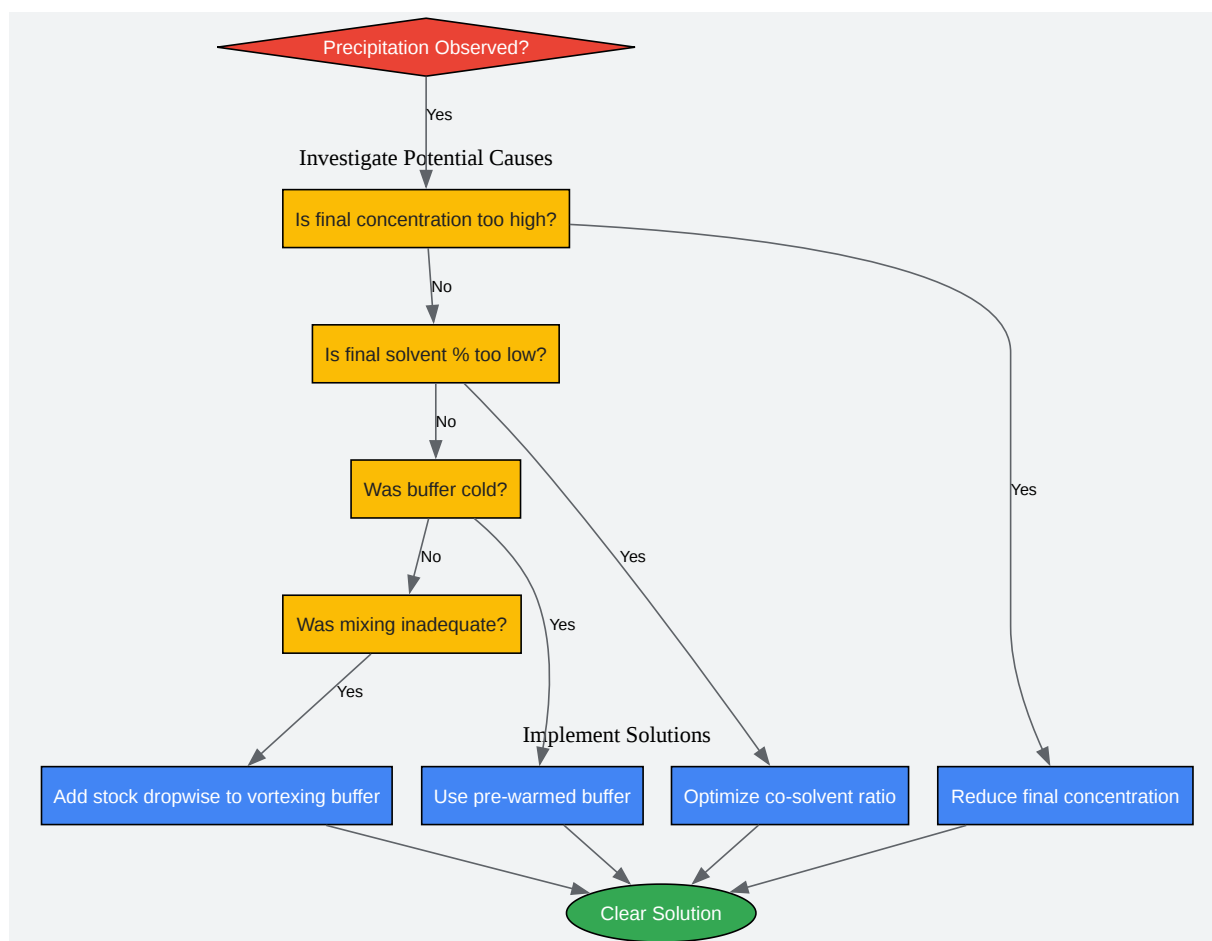 Precipitation Observed?
Yes
Investigate Potential Causes
Is final concentration too high?
No
Is final solvent % too low?
No
Yes
Was buffer cold?
No
Yes
Was mixing inadequate?
Yes
Yes
Implement Solutions
Add stock dropwise to vortexing buffer
Use pre-warmed buffer
Optimize co-solvent ratio
Reduce final concentration
Clear Solution